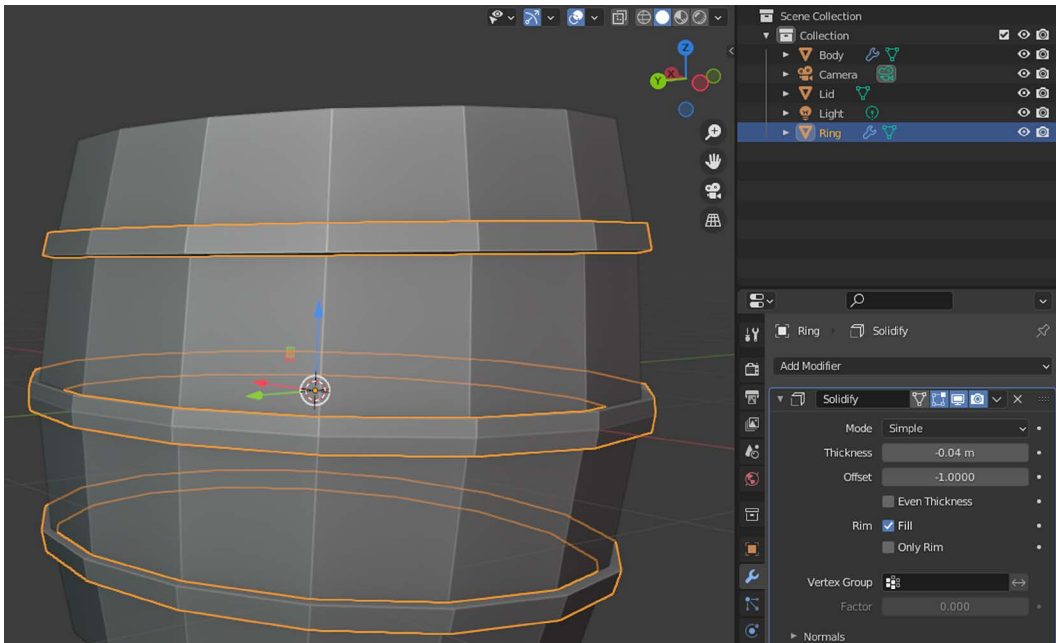 Scene Collection
Collection
Body
Camera
Lid
Light
Ring
Z
X
Y
Ring Solidify
Add Modifier
Solidify
Mode Simple
Thickness -0.04 m
Offset -1.0000
Even Thickness
Rim Fill
Only Rim
Vertex Group
Factor 0.000
Normals